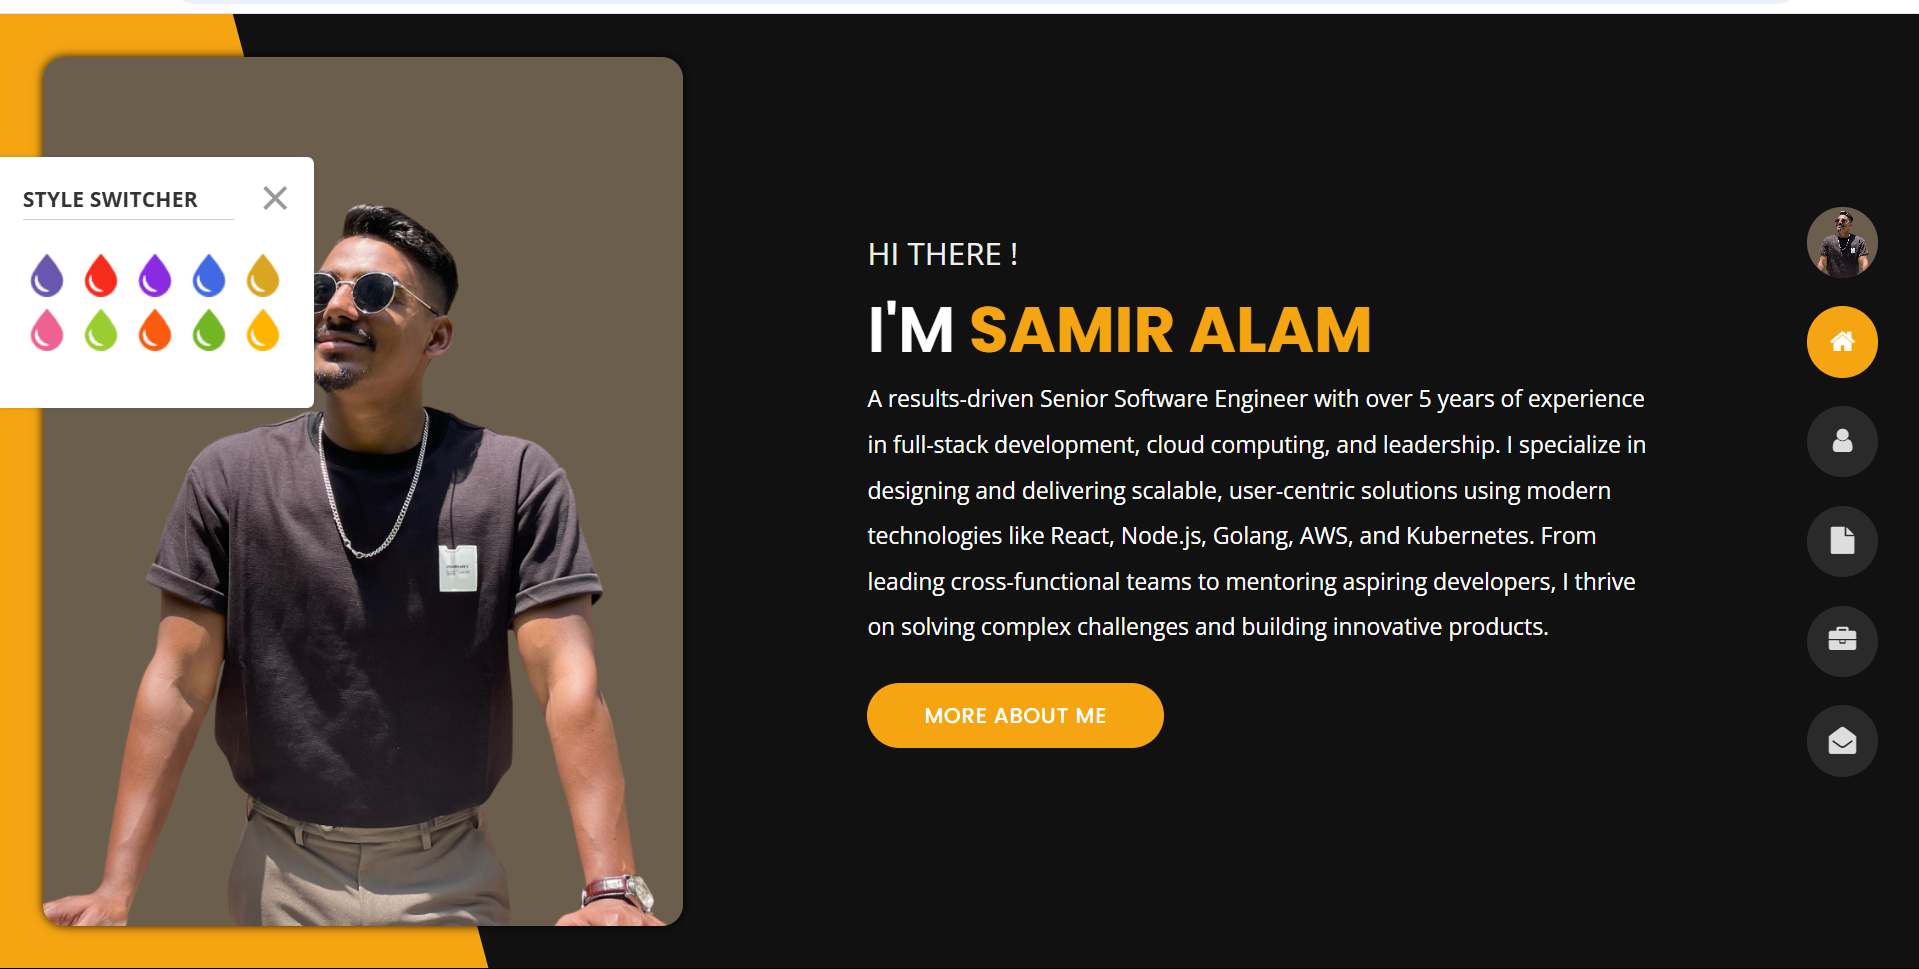 STYLE SWITCHER
HI THERE !
I'M SAMIR ALAM
A results-driven Senior Software Engineer with over 5 years of experience
in full-stack development, cloud computing, and leadership. I specialize in
designing and delivering scalable, user-centric solutions using modern
technologies like React, Node.js, Golang, AWS, and Kubernetes. From
leading cross-functional teams to mentoring aspiring developers, I thrive
on solving complex challenges and building innovative products.
MORE ABOUT ME